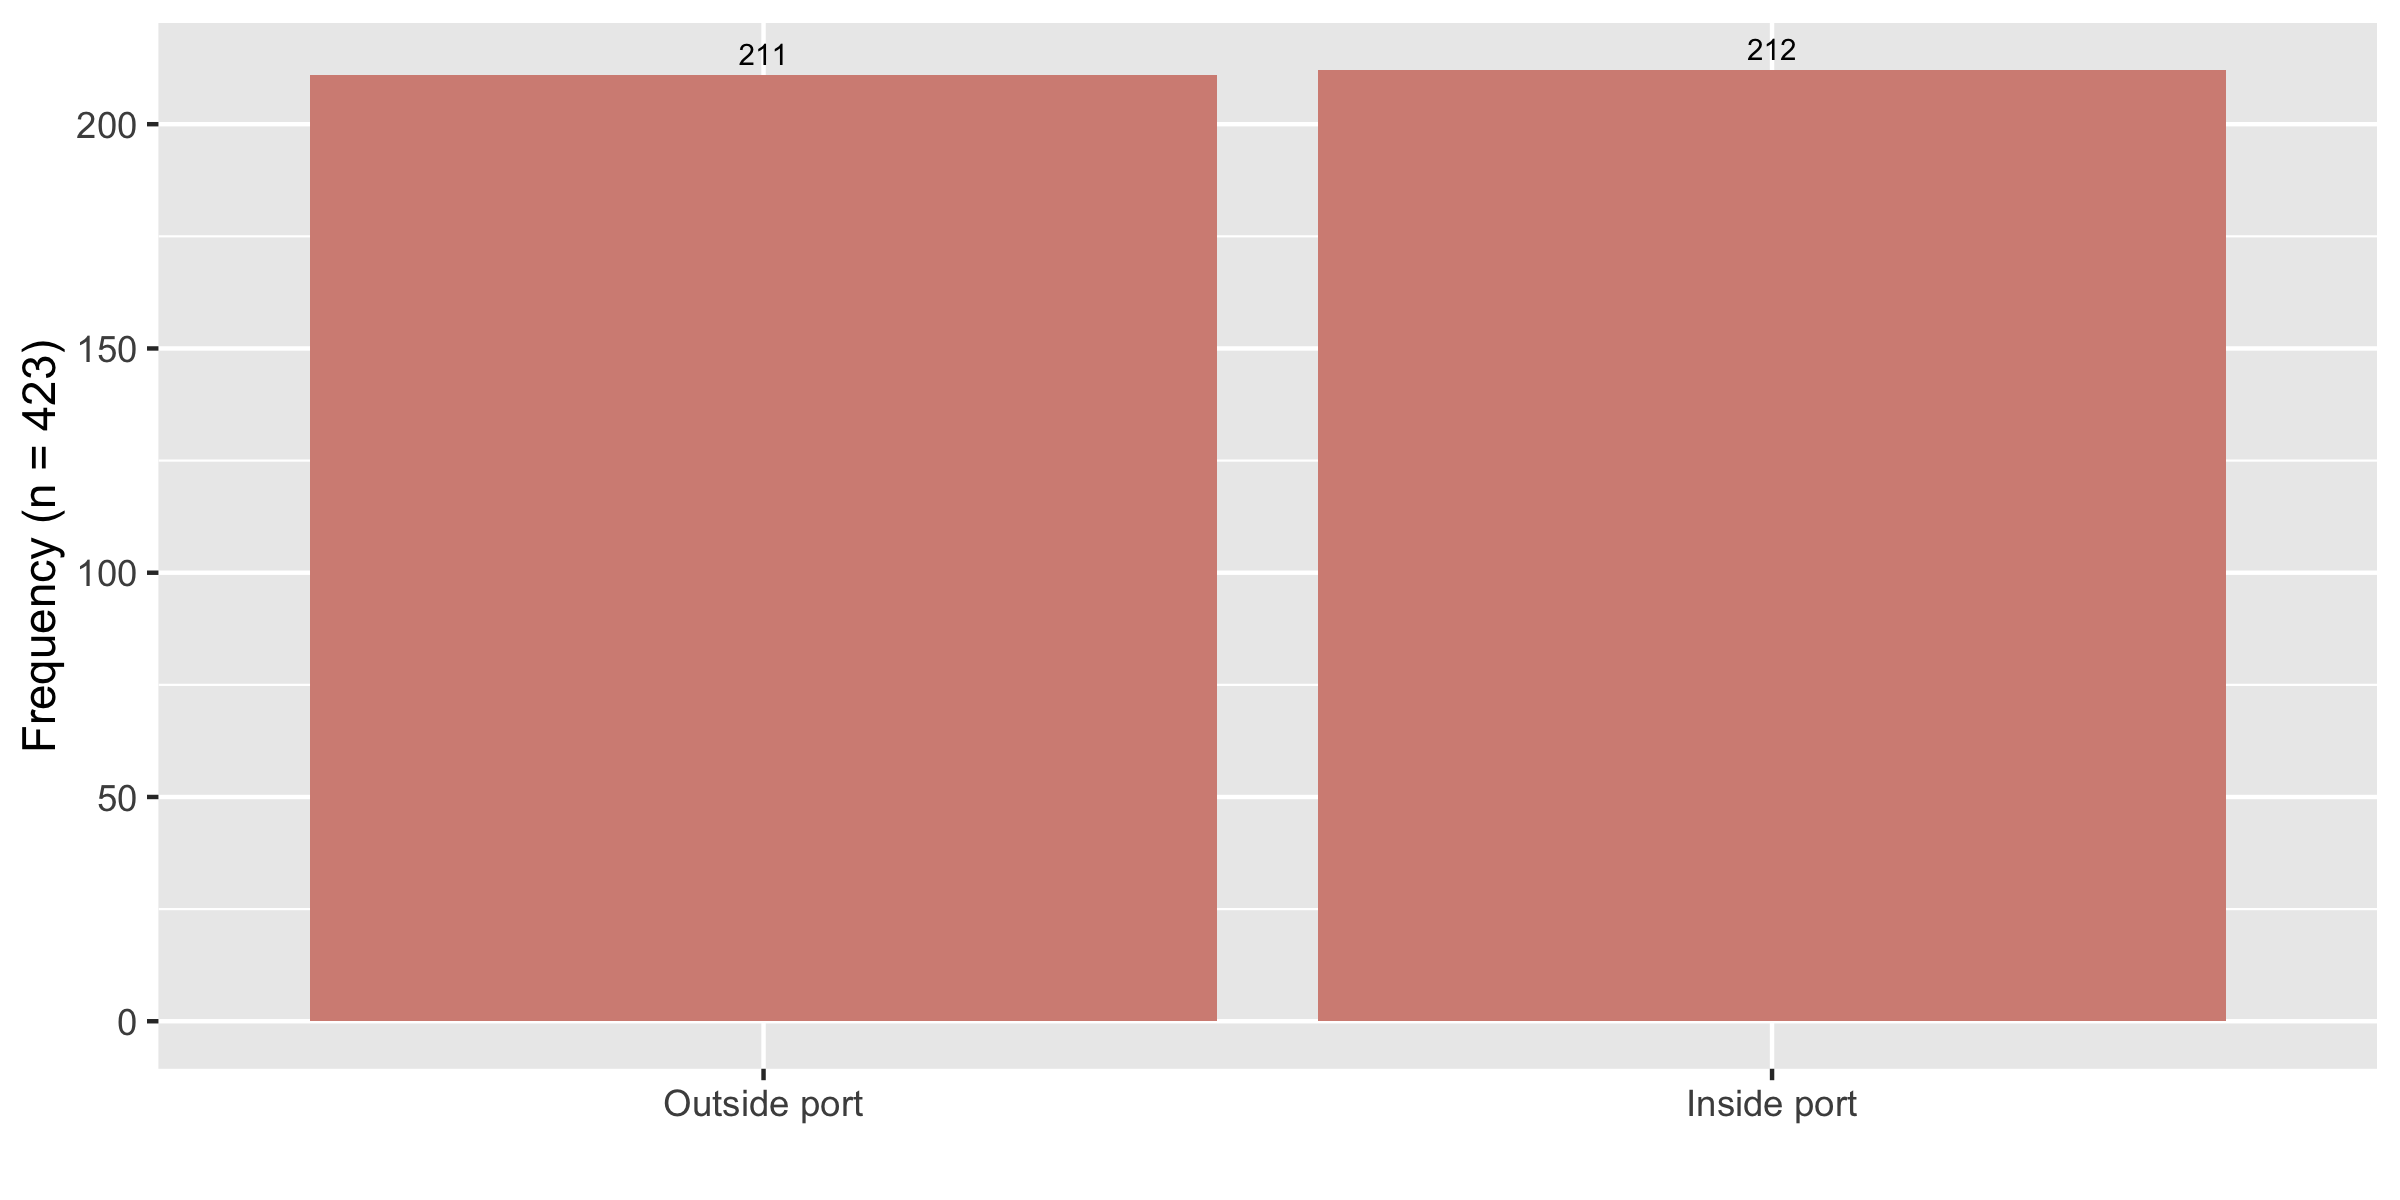 211
212
200
150
100
50
0
Frequency (n = 423)
Outside port
Inside port